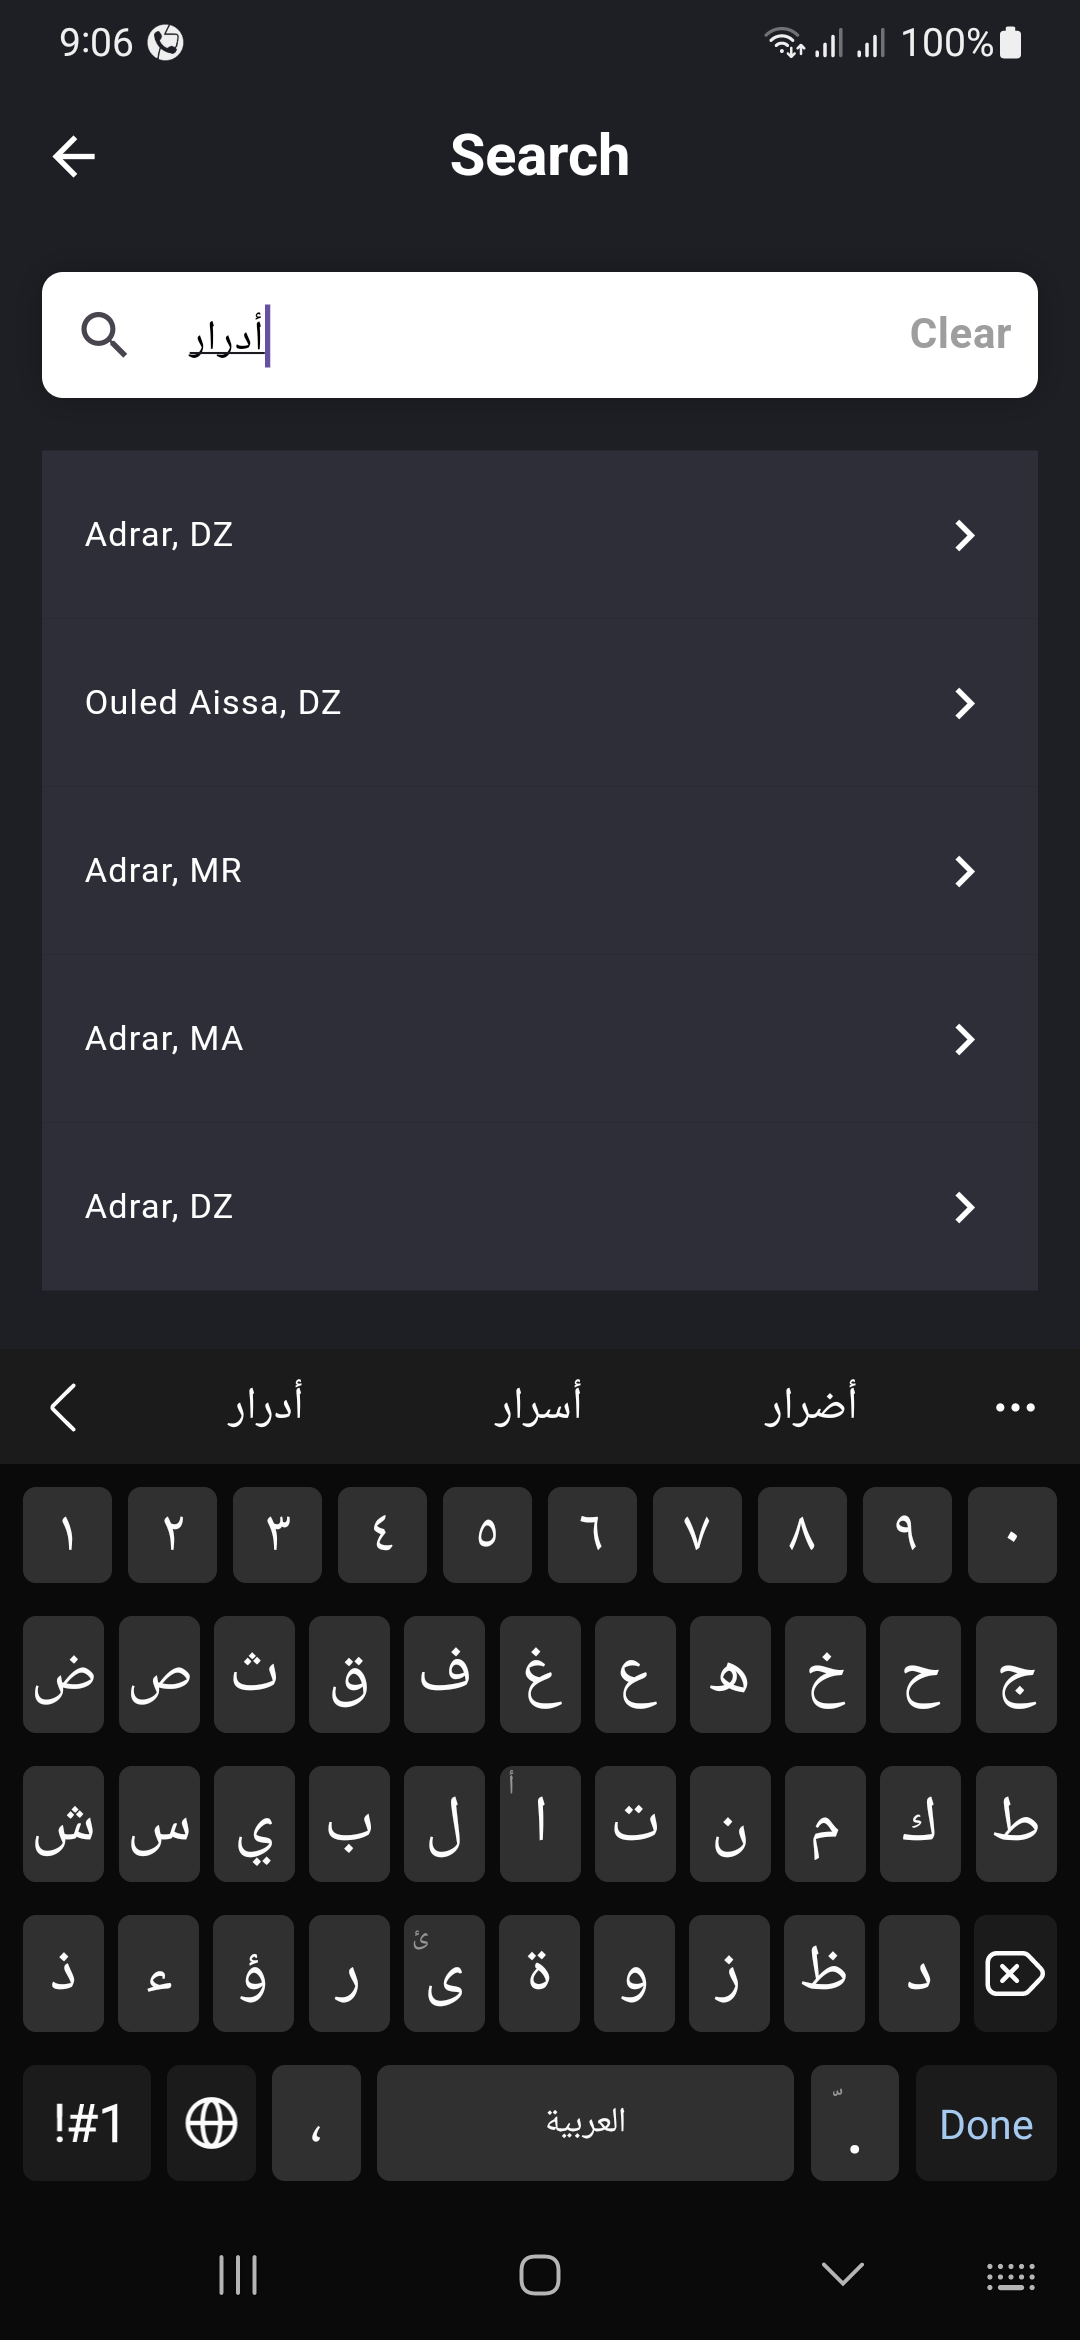 9:06 100%
Search
أدرار Clear
Adrar, DZ
Ouled Aissa, DZ
Adrar, MR
Adrar, MA
Adrar, DZ
أدرار أسرار أضرار
١ ٢ ٣ ٤ ٥ ٦ ٧ ٨ ٩ ٠
ض ص ث ق ف غ ع ه خ ح ج
ش س ي ب ل أ ا ت ن م ك ط
ذ ء ؤ ر ئ ى ة و ز ظ د
!#1 ، العربية . Done